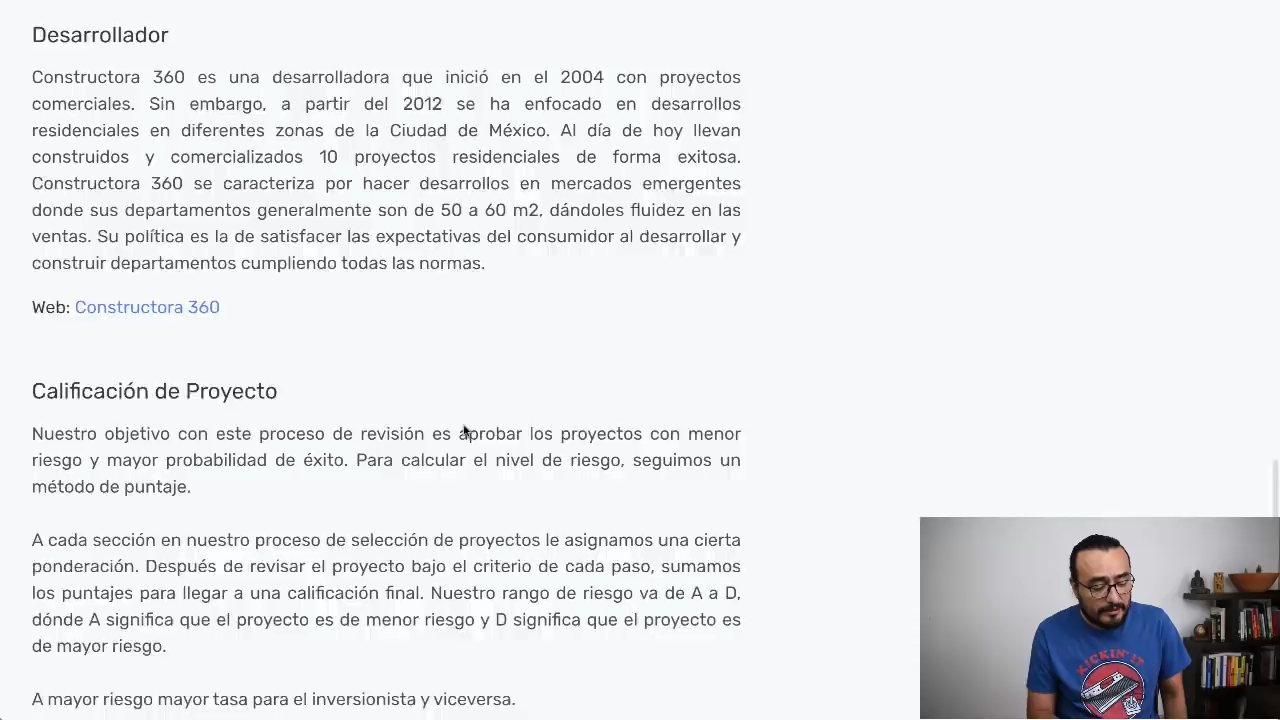 Desarrollador
Constructora 360 es una desarrolladora que inició en el 2004 con proyectos
comerciales. Sin embargo, a partir del 2012 se ha enfocado en desarrollos
residenciales en diferentes zonas de la Ciudad de México. Al día de hoy llevan
construidos y comercializados 10 proyectos residenciales de forma exitosa.
Constructora 360 se caracteriza por hacer desarrollos en mercados emergentes
donde sus departamentos generalmente son de 50 a 60 m2, dándoles fluidez en las
ventas. Su política es la de satisfacer las expectativas del consumidor al desarrollar y
construir departamentos cumpliendo todas las normas.
Web: Constructora 360
Calificación de Proyecto
Nuestro objetivo con este proceso de revisión es aprobar los proyectos con menor
riesgo y mayor probabilidad de éxito. Para calcular el nivel de riesgo, seguimos un
método de puntaje.
A cada sección en nuestro proceso de selección de proyectos le asignamos una cierta
ponderación. Después de revisar el proyecto bajo el criterio de cada paso, sumamos
los puntajes para llegar a una calificación final. Nuestro rango de riesgo va de A a D,
dónde A significa que el proyecto es de menor riesgo y D significa que el proyecto es
de mayor riesgo.
A mayor riesgo mayor tasa para el inversionista y viceversa.
KICKIN' IT